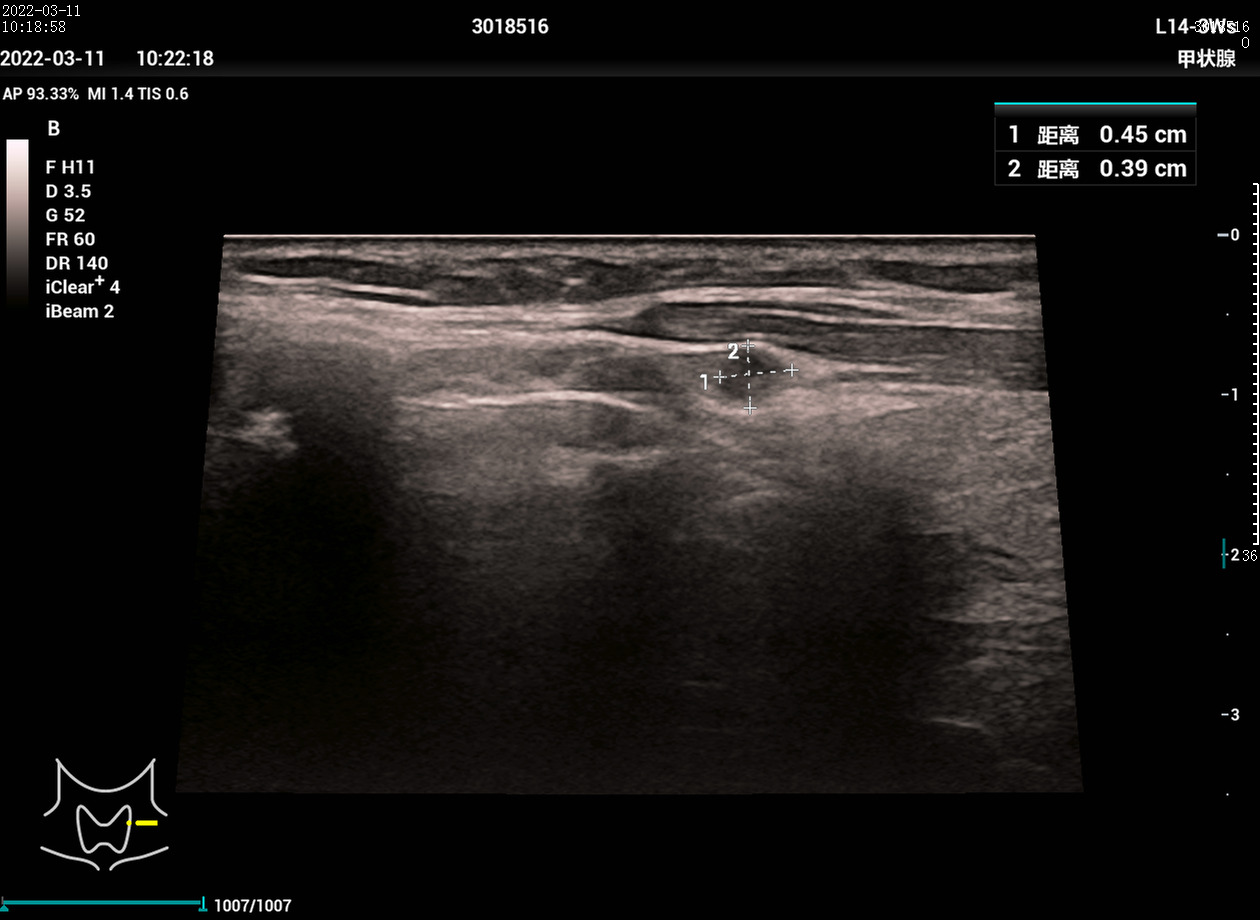 2022-03-11
10:18:58
3018516
L14-3Ws
3018516
0
2022-03-11 10:22:18
甲状腺
AP 93.33% MI 1.4 TIS 0.6
B
1 距离 0.45 cm
2 距离 0.39 cm
F H11
D 3.5
G 52
FR 60
DR 140
iClear+ 4
iBeam 2
0
2
1
1
2
36
3
1007/1007